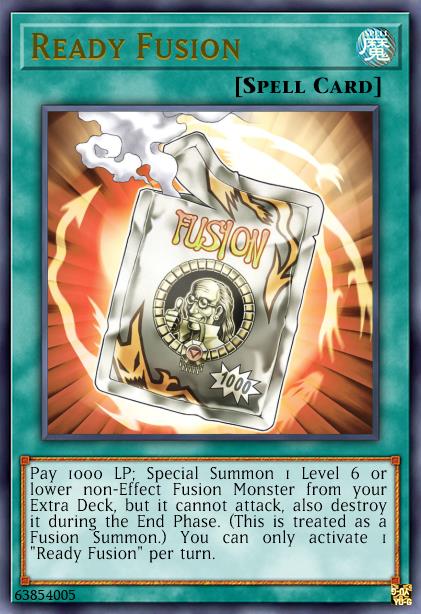 Ready Fusion
[Spell Card]
FUSION
1000
Pay 1000 LP; Special Summon 1 Level 6 or
lower non-Effect Fusion Monster from your
Extra Deck, but it cannot attack, also destroy
it during the End Phase. (This is treated as a
Fusion Summon.) You can only activate 1
"Ready Fusion" per turn.
63854005